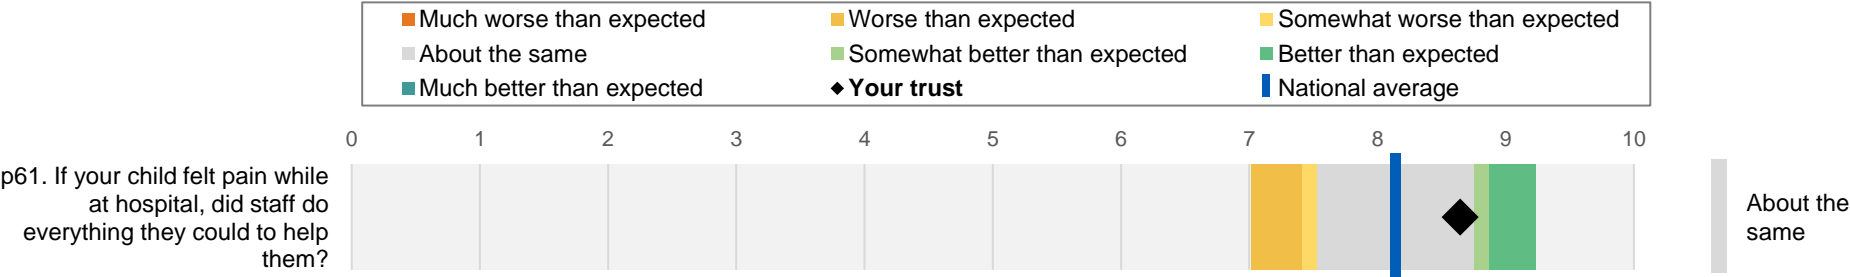 Much worse than expected Worse than expected Somewhat worse than expected
About the same Somewhat better than expected Better than expected
Much better than expected Your trust National average
0 1 2 3 4 5 6 7 8 9 10
p61. If your child felt pain while
at hospital, did staff do
everything they could to help
them?
About the
same